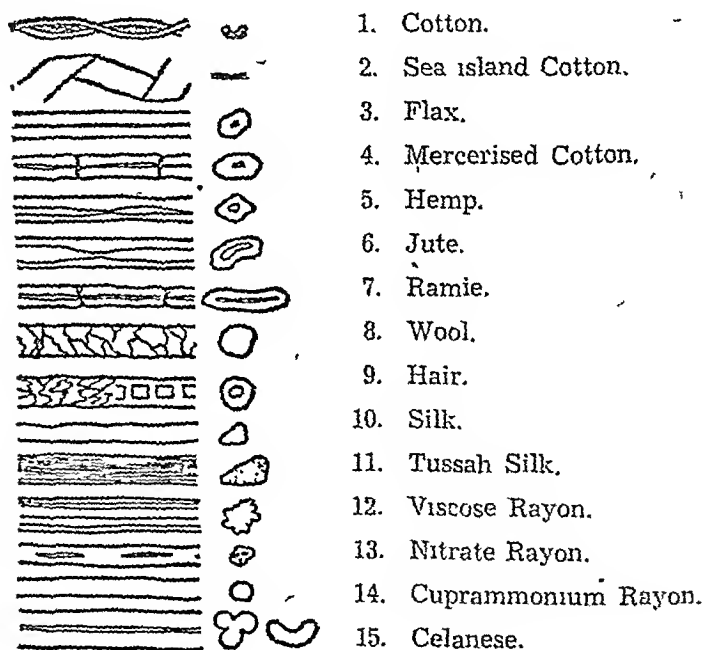 1. Cotton.
2. Sea island Cotton.
3. Flax.
4. Mercerised Cotton.
5. Hemp.
6. Jute.
7. Ramie.
8. Wool.
9. Hair.
10. Silk.
11. Tussah Silk.
12. Viscose Rayon.
13. Nitrate Rayon.
14. Cuprammonium Rayon.
15. Celanese.